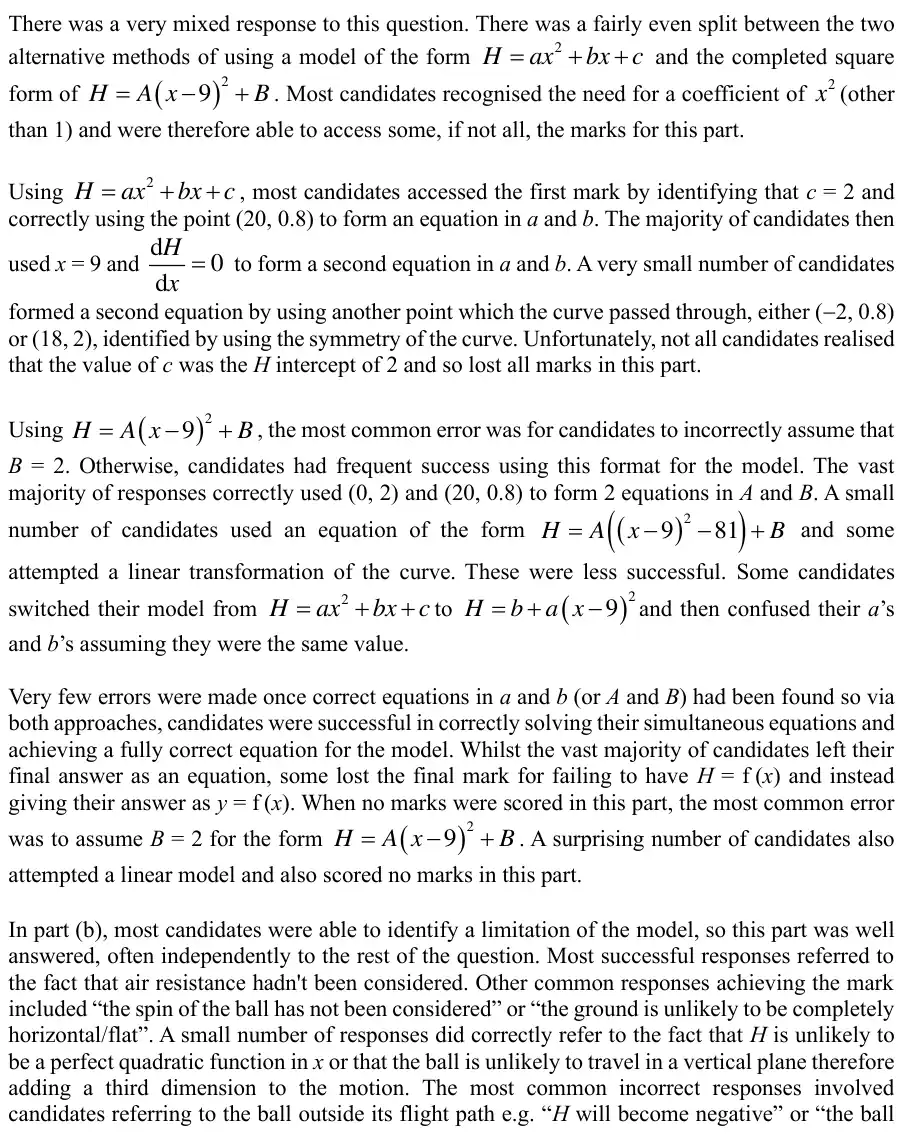 There was a very mixed response to this question. There was a fairly even split between the two
alternative methods of using a model of the form H = ax² + bx + c and the completed square
form of H = A(x − 9)² + B. Most candidates recognised the need for a coefficient of x² (other
than 1) and were therefore able to access some, if not all, the marks for this part.
Using H = ax² + bx + c, most candidates accessed the first mark by identifying that c = 2 and
correctly using the point (20, 0.8) to form an equation in a and b. The majority of candidates then
used x = 9 and dH/dx = 0 to form a second equation in a and b. A very small number of candidates
formed a second equation by using another point which the curve passed through, either (−2, 0.8)
or (18, 2), identified by using the symmetry of the curve. Unfortunately, not all candidates realised
that the value of c was the H intercept of 2 and so lost all marks in this part.
Using H = A(x − 9)² + B, the most common error was for candidates to incorrectly assume that
B = 2. Otherwise, candidates had frequent success using this format for the model. The vast
majority of responses correctly used (0, 2) and (20, 0.8) to form 2 equations in A and B. A small
number of candidates used an equation of the form H = A((x − 9)² − 81) + B and some
attempted a linear transformation of the curve. These were less successful. Some candidates
switched their model from H = ax² + bx + c to H = b + a(x − 9)² and then confused their a’s
and b’s assuming they were the same value.
Very few errors were made once correct equations in a and b (or A and B) had been found so via
both approaches, candidates were successful in correctly solving their simultaneous equations and
achieving a fully correct equation for the model. Whilst the vast majority of candidates left their
final answer as an equation, some lost the final mark for failing to have H = f (x) and instead
giving their answer as y = f (x). When no marks were scored in this part, the most common error
was to assume B = 2 for the form H = A(x − 9)² + B. A surprising number of candidates also
attempted a linear model and also scored no marks in this part.
In part (b), most candidates were able to identify a limitation of the model, so this part was well
answered, often independently to the rest of the question. Most successful responses referred to
the fact that air resistance hadn't been considered. Other common responses achieving the mark
included “the spin of the ball has not been considered” or “the ground is unlikely to be completely
horizontal/flat”. A small number of responses did correctly refer to the fact that H is unlikely to
be a perfect quadratic function in x or that the ball is unlikely to travel in a vertical plane therefore
adding a third dimension to the motion. The most common incorrect responses involved
candidates referring to the ball outside its flight path e.g. “H will become negative” or “the ball